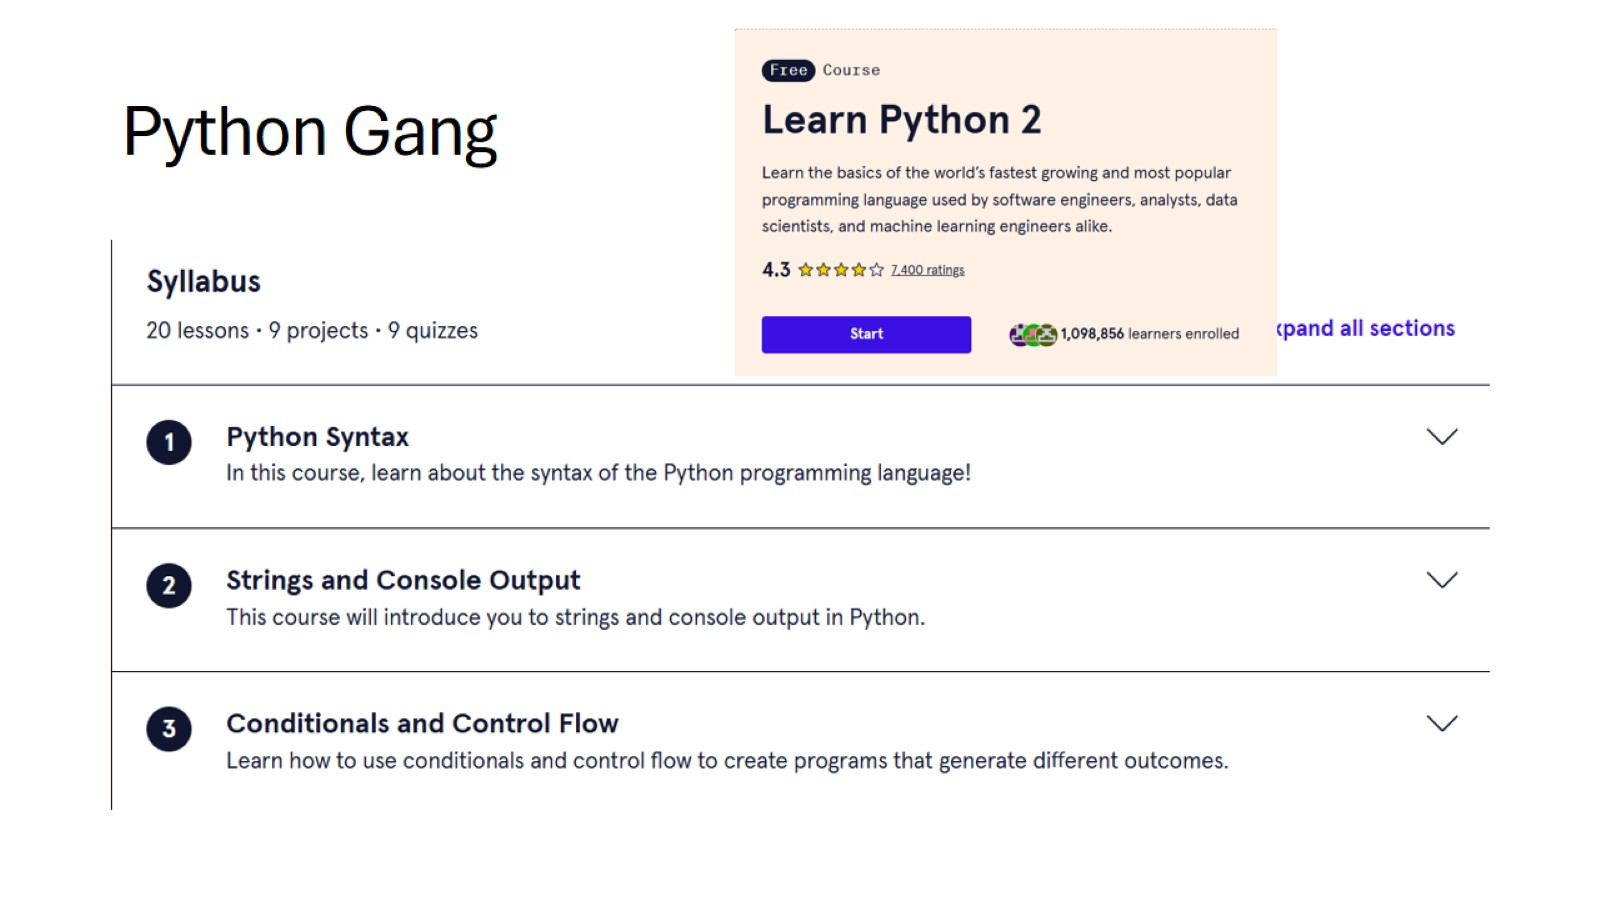 Python Gang
Free Course
Learn Python 2
Learn the basics of the world's fastest growing and most popular
programming language used by software engineers, analysts, data
scientists, and machine learning engineers alike.
4.3 7,400 ratings
Start
1,098,856 learners enrolled
Syllabus
20 lessons • 9 projects • 9 quizzes
xpand all sections
1
Python Syntax
In this course, learn about the syntax of the Python programming language!
2
Strings and Console Output
This course will introduce you to strings and console output in Python.
3
Conditionals and Control Flow
Learn how to use conditionals and control flow to create programs that generate different outcomes.